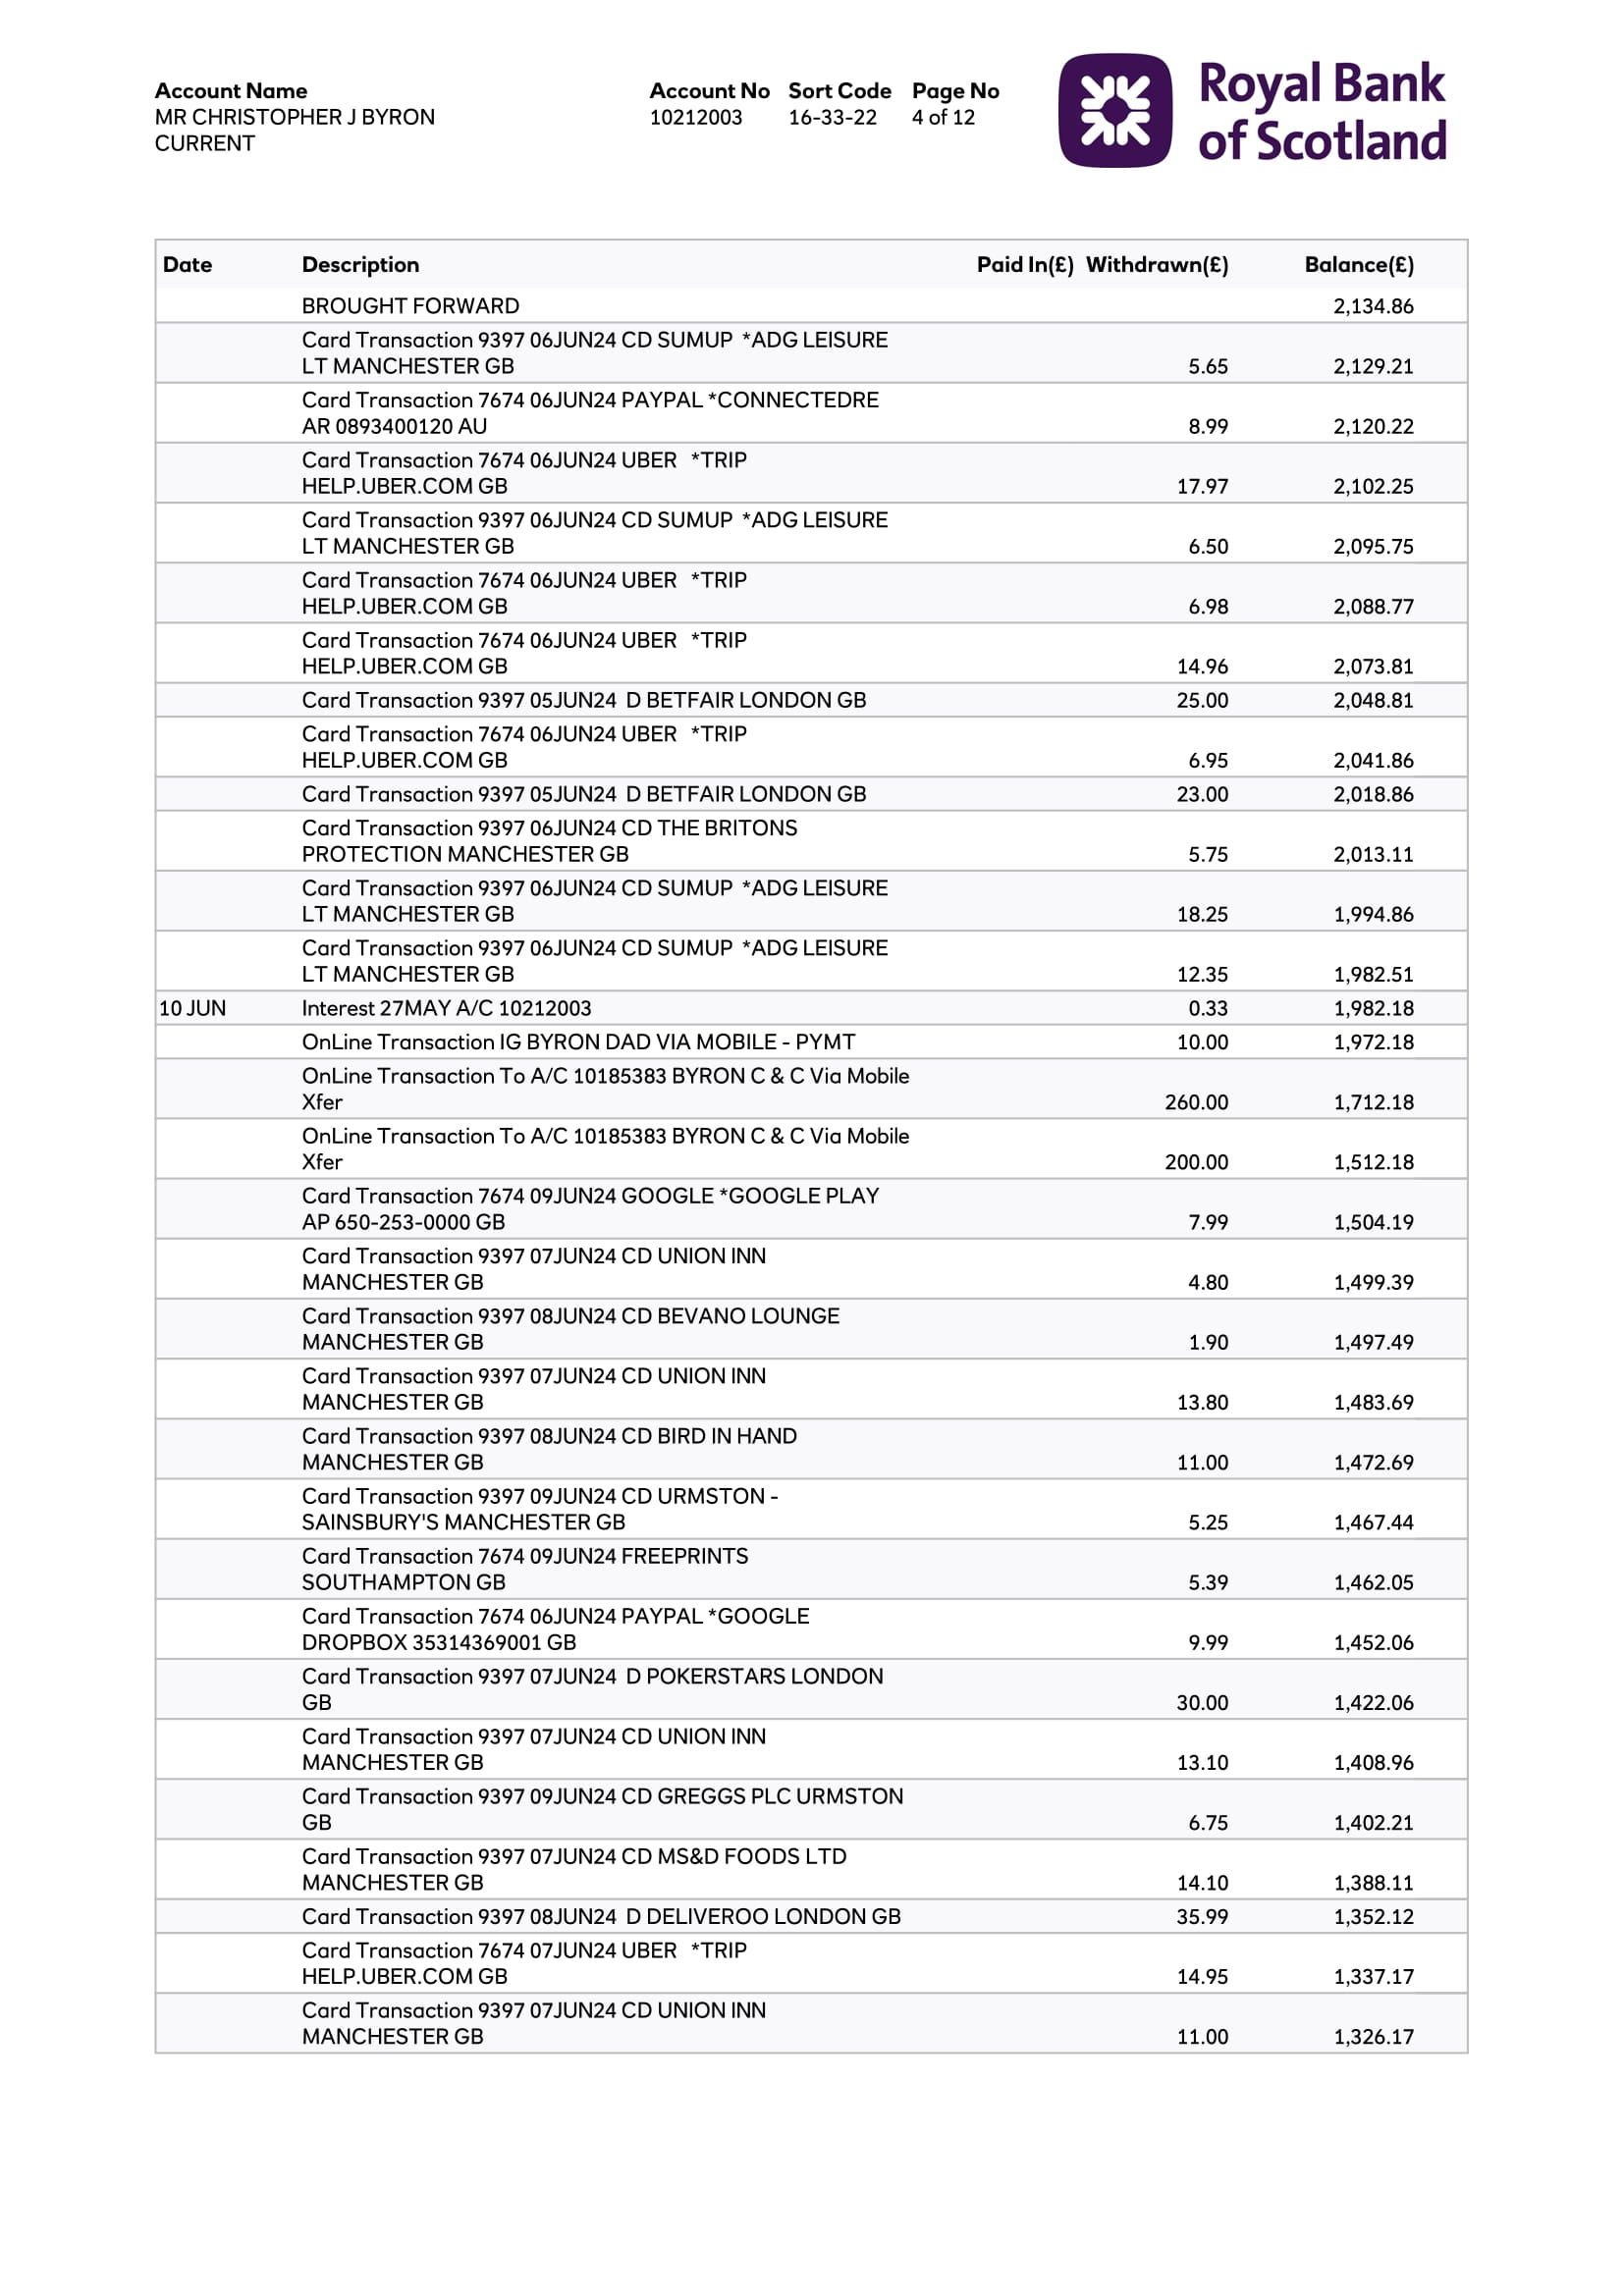 Account Name
MR CHRISTOPHER J BYRON
CURRENT
Account No Sort Code Page No
10212003 16-33-22 4 of 12
Royal Bank
of Scotland
Date Description Paid In(£) Withdrawn(£) Balance(£)
BROUGHT FORWARD 2,134.86
Card Transaction 9397 06JUN24 CD SUMUP *ADG LEISURE
LT MANCHESTER GB 5.65 2,129.21
Card Transaction 7674 06JUN24 PAYPAL *CONNECTEDRE
AR 0893400120 AU 8.99 2,120.22
Card Transaction 7674 06JUN24 UBER *TRIP
HELP.UBER.COM GB 17.97 2,102.25
Card Transaction 9397 06JUN24 CD SUMUP *ADG LEISURE
LT MANCHESTER GB 6.50 2,095.75
Card Transaction 7674 06JUN24 UBER *TRIP
HELP.UBER.COM GB 6.98 2,088.77
Card Transaction 7674 06JUN24 UBER *TRIP
HELP.UBER.COM GB 14.96 2,073.81
Card Transaction 9397 05JUN24 D BETFAIR LONDON GB 25.00 2,048.81
Card Transaction 7674 06JUN24 UBER *TRIP
HELP.UBER.COM GB 6.95 2,041.86
Card Transaction 9397 05JUN24 D BETFAIR LONDON GB 23.00 2,018.86
Card Transaction 9397 06JUN24 CD THE BRITONS
PROTECTION MANCHESTER GB 5.75 2,013.11
Card Transaction 9397 06JUN24 CD SUMUP *ADG LEISURE
LT MANCHESTER GB 18.25 1,994.86
Card Transaction 9397 06JUN24 CD SUMUP *ADG LEISURE
LT MANCHESTER GB 12.35 1,982.51
10 JUN Interest 27MAY A/C 10212003 0.33 1,982.18
OnLine Transaction IG BYRON DAD VIA MOBILE - PYMT 10.00 1,972.18
OnLine Transaction To A/C 10185383 BYRON C & C Via Mobile
Xfer 260.00 1,712.18
OnLine Transaction To A/C 10185383 BYRON C & C Via Mobile
Xfer 200.00 1,512.18
Card Transaction 7674 09JUN24 GOOGLE *GOOGLE PLAY
AP 650-253-0000 GB 7.99 1,504.19
Card Transaction 9397 07JUN24 CD UNION INN
MANCHESTER GB 4.80 1,499.39
Card Transaction 9397 08JUN24 CD BEVANO LOUNGE
MANCHESTER GB 1.90 1,497.49
Card Transaction 9397 07JUN24 CD UNION INN
MANCHESTER GB 13.80 1,483.69
Card Transaction 9397 08JUN24 CD BIRD IN HAND
MANCHESTER GB 11.00 1,472.69
Card Transaction 9397 09JUN24 CD URMSTON -
SAINSBURY'S MANCHESTER GB 5.25 1,467.44
Card Transaction 7674 09JUN24 FREEPRINTS
SOUTHAMPTON GB 5.39 1,462.05
Card Transaction 7674 06JUN24 PAYPAL *GOOGLE
DROPBOX 35314369001 GB 9.99 1,452.06
Card Transaction 9397 07JUN24 D POKERSTARS LONDON
GB 30.00 1,422.06
Card Transaction 9397 07JUN24 CD UNION INN
MANCHESTER GB 13.10 1,408.96
Card Transaction 9397 09JUN24 CD GREGGS PLC URMSTON
GB 6.75 1,402.21
Card Transaction 9397 07JUN24 CD MS&D FOODS LTD
MANCHESTER GB 14.10 1,388.11
Card Transaction 9397 08JUN24 D DELIVEROO LONDON GB 35.99 1,352.12
Card Transaction 7674 07JUN24 UBER *TRIP
HELP.UBER.COM GB 14.95 1,337.17
Card Transaction 9397 07JUN24 CD UNION INN
MANCHESTER GB 11.00 1,326.17